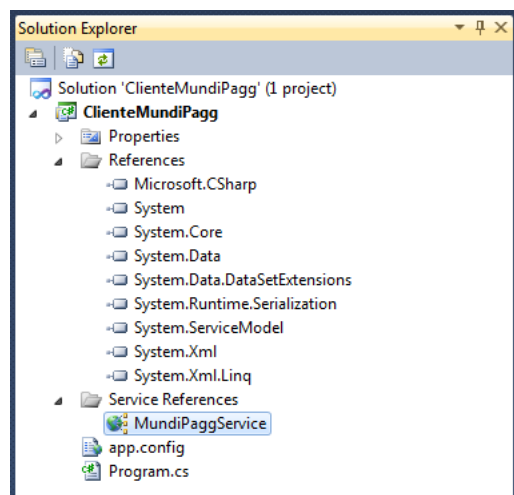 Solution Explorer
Solution 'ClienteMundiPagg' (1 project)
ClienteMundiPagg
Properties
References
Microsoft.CSharp
System
System.Core
System.Data
System.Data.DataSetExtensions
System.Runtime.Serialization
System.ServiceModel
System.Xml
System.Xml.Linq
Service References
MundiPaggService
app.config
Program.cs